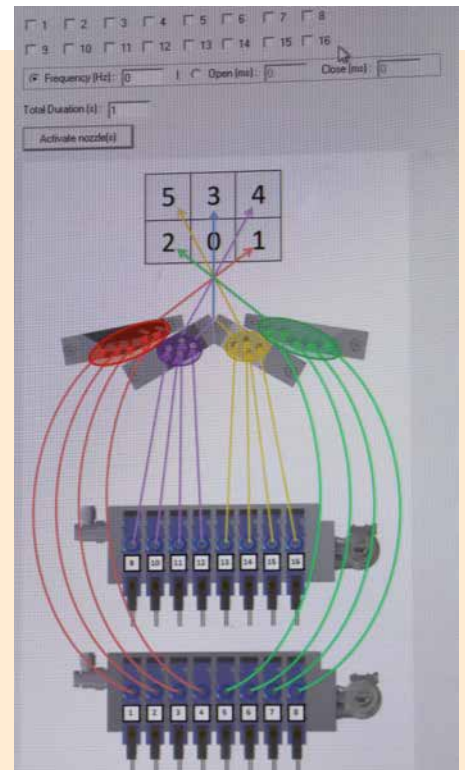 1 2 3 4 5 6 7 8
9 10 11 12 13 14 15 16
Frequency (Hz): 0 | Open (ms): 0 Close (ms): 0
Total Duration (s): 1
Activate nozzle(s)
5 3 4
2 0 1
9 10 11 12 13 14 15 16
1 2 3 4 5 6 7 8